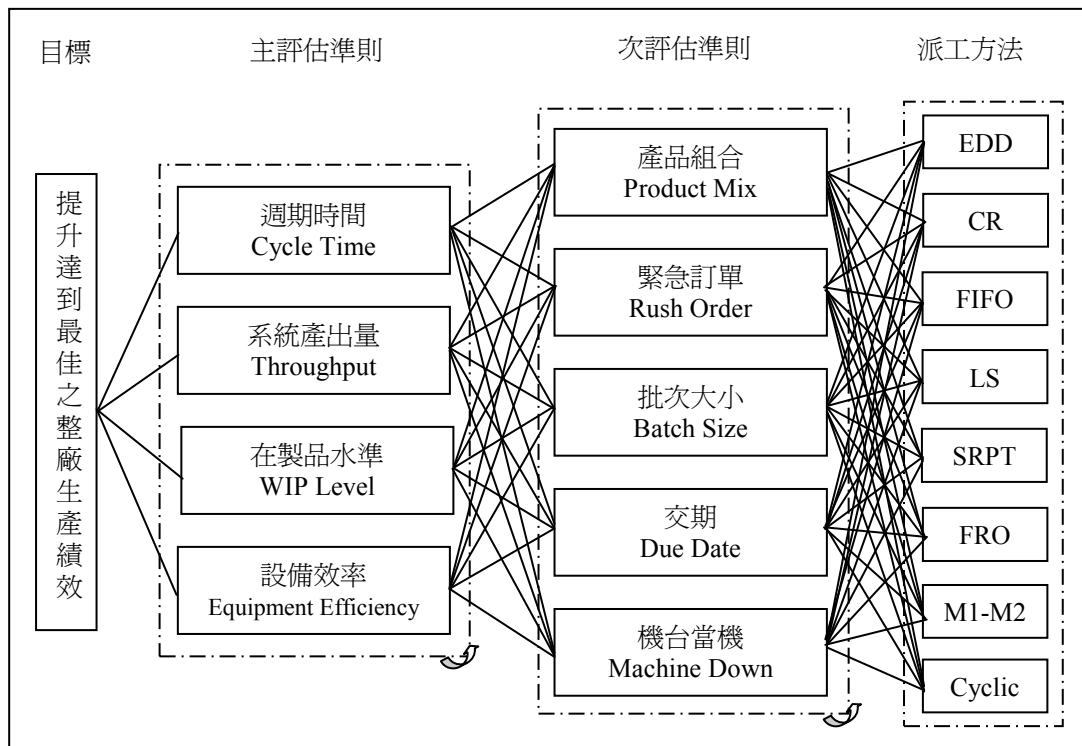 目標
主評估準則
次評估準則
派工方法
提升達到最佳之整廠生產績效
週期時間
Cycle Time
系統產出量
Throughput
在製品水準
WIP Level
設備效率
Equipment Efficiency
產品組合
Product Mix
緊急訂單
Rush Order
批次大小
Batch Size
交期
Due Date
機台當機
Machine Down
EDD
CR
FIFO
LS
SRPT
FRO
M1-M2
Cyclic